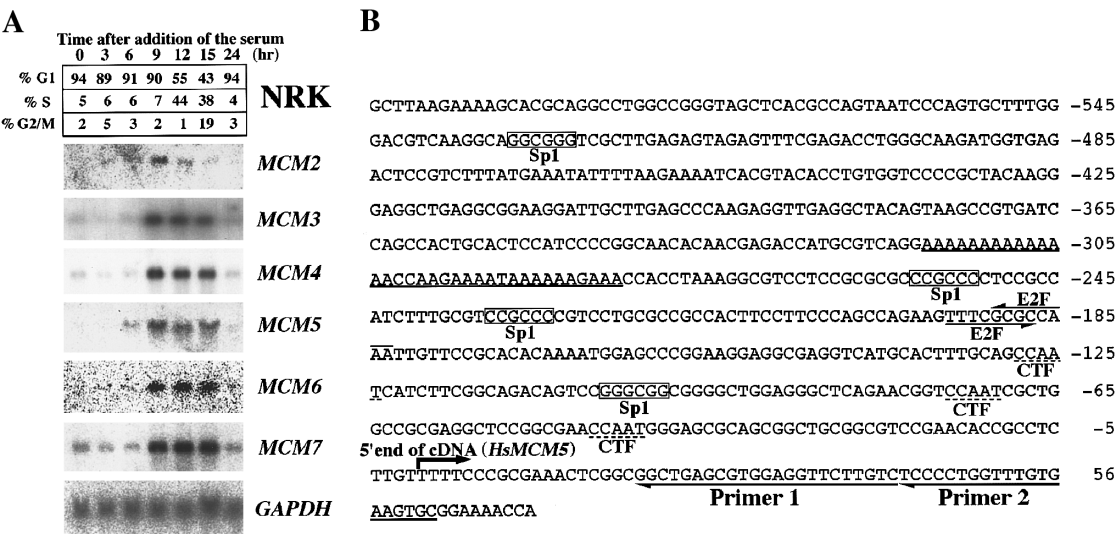 A
Time after addition of the serum
0 3 6 9 12 15 24 (hr)
% G1 94 89 91 90 55 43 94
% S 5 6 6 7 44 38 4
% G2/M 2 5 3 2 1 19 3
NRK
MCM2
MCM3
MCM4
MCM5
MCM6
MCM7
GAPDH
B
GCTTAAGAAAAGCACGCAGGCCTGGCCGGGTAGCTCACGCCAGTAATCCCAGTGCTTTGG -545
GACGTCAAGGCAGGCGGGTCGCTTGAGAGTAGAGTTTCGAGACCTGGGCAAGATGGTGAG -485
Sp1
ACTCCGTCTTTATGAAATATTTTAAGAAAATCACGTACACCTGTGGTCCCCGCTACAAGG -425
GAGGCTGAGGCGGAAGGATTGCTTGAGCCCAAGAGGTTGAGGCTACAGTAAGCCGTGATC -365
CAGCCACTGCACTCCATCCCCGGCAACACAACGAGACCATGCGTCAGGAAAAAAAAAAAA -305
AACCAAGAAAATAAAAAAGAAACCACCTAAAGGCGTCCTCCGCGCGCCCGCCCCTCCGCC -245
Sp1
E2F
ATCTTTGCGTCCGCCCCGTCCTGCGCCGCCACTTCCTTCCCAGCCAGAAGTTTCGCGCCA -185
Sp1
E2F
AATTGTTCCGCACACAAAATGGAGCCCGGAAGGAGGCGAGGTCATGCACTTTGCAGCCAA -125
CTF
TCATCTTCGGCAGACAGTCCGGGCGGCGGGGCTGAGGGCTCAGAACGGTCCAATCGCTG -65
Sp1
CTF
GCCGCGAGGCTCCGGCGAACCAATGGGAGCGCAGCGGCTGCGGCGTCCGAACACCGCCTC -5
CTF
5'end of cDNA (HsMCM5)
TTGTTTTTCCCGCGAAACTCGGCGGCTGAGCGTGGAGGTTCTTGTCTCCCCTGGTTTGTG 56
Primer 1
Primer 2
AAGTGCGGAAAACCA